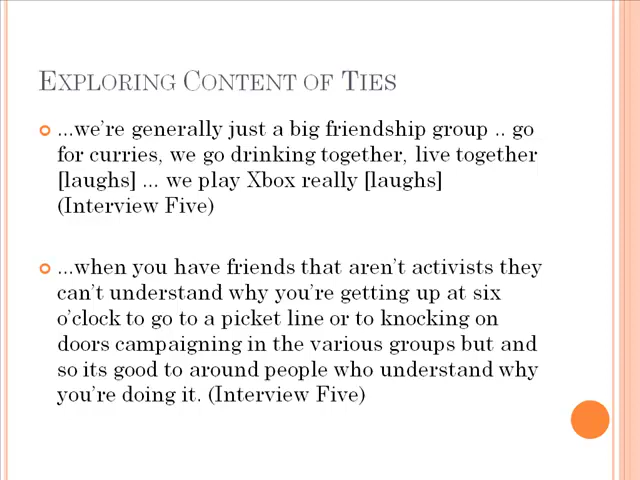 EXPLORING CONTENT OF TIES
...we're generally just a big friendship group .. go
for curries, we go drinking together, live together
[laughs] ... we play Xbox really [laughs]
(Interview Five)
...when you have friends that aren't activists they
can't understand why you're getting up at six
o'clock to go to a picket line or to knocking on
doors campaigning in the various groups but and
so its good to around people who understand why
you're doing it. (Interview Five)